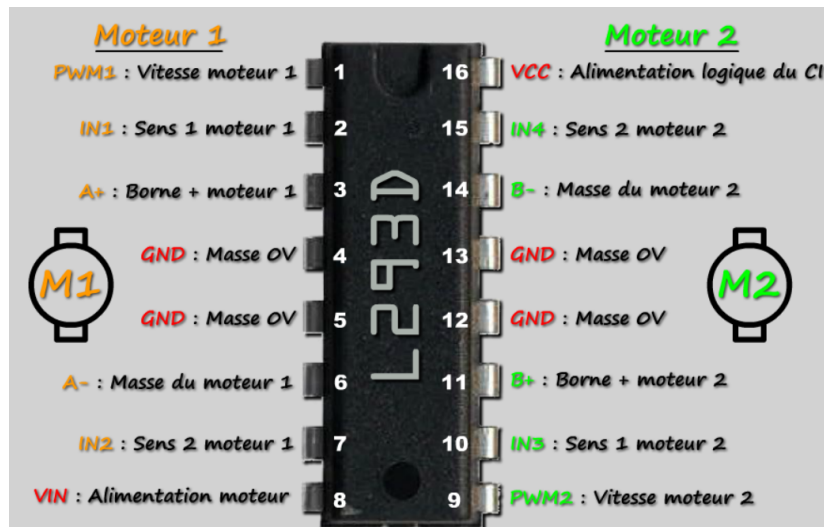 Moteur 1
PWM1 : Vitesse moteur 1
IN1 : Sens 1 moteur 1
A+ : Borne + moteur 1
GND : Masse 0V
GND : Masse 0V
A- : Masse du moteur 1
IN2 : Sens 2 moteur 1
VIN : Alimentation moteur
M1
1
2
3
4
5
6
7
8
L293D
16
15
14
13
12
11
10
9
Moteur 2
VCC : Alimentation logique du CI
IN4 : Sens 2 moteur 2
B- : Masse du moteur 2
GND : Masse 0V
GND : Masse 0V
B+ : Borne + moteur 2
IN3 : Sens 1 moteur 2
PWM2 : Vitesse moteur 2
M2